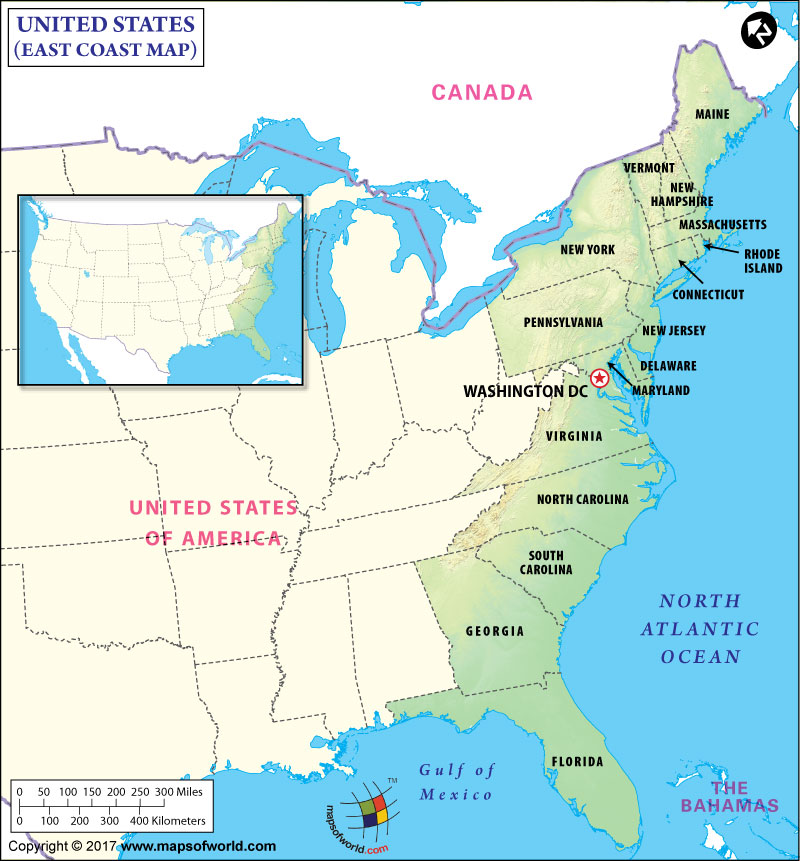 UNITED STATES
(EAST COAST MAP)
CANADA
MAINE
VERMONT
NEW
HAMPSHIRE
MASSACHUSETTS
NEW YORK
RHODE
ISLAND
CONNECTICUT
PENNSYLVANIA
NEW JERSEY
DELAWARE
WASHINGTON DC
MARYLAND
VIRGINIA
UNITED STATES
OF AMERICA
NORTH CAROLINA
SOUTH
CAROLINA
NORTH
ATLANTIC
OCEAN
GEORGIA
FLORIDA
Gulf of
Mexico
THE
BAHAMAS
0 50 100 150 200 250 300 Miles
0 100 200 300 400 Kilometers
TM
mapsofworld.com
Copyright © 2017 www.mapsofworld.com